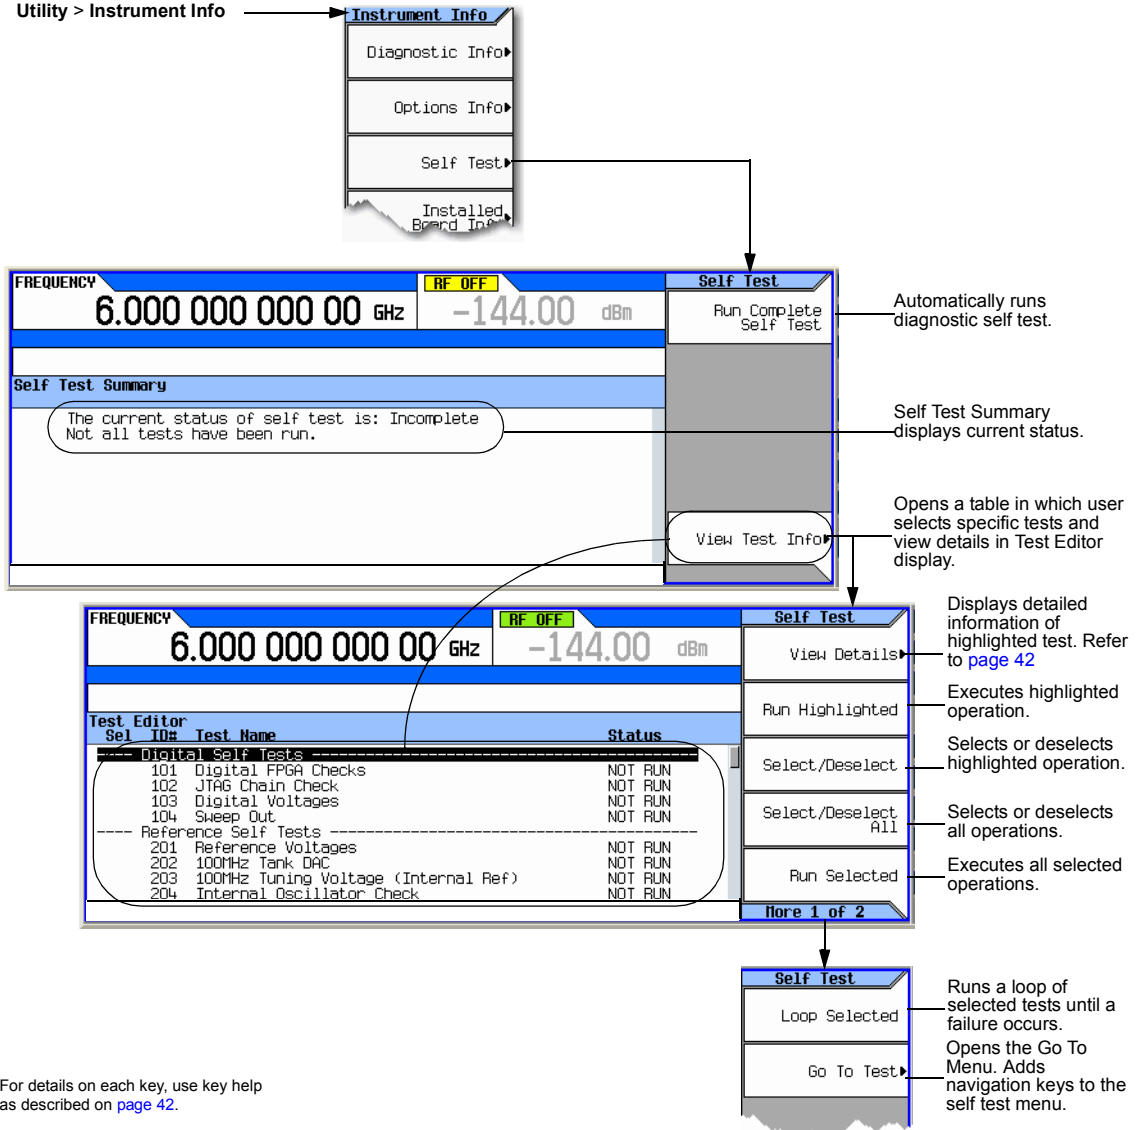 Utility > Instrument Info
Instrument Info
Diagnostic Info
Options Info
Self Test
Installed
Board Info
FREQUENCY
6.000 000 000 00 GHz
RF OFF
-144.00 dBm
Self Test
Run Complete
Self Test
Automatically runs
diagnostic self test.
Self Test Summary
The current status of self test is: Incomplete
Not all tests have been run.
Self Test Summary
displays current status.
View Test Info
Opens a table in which user
selects specific tests and
view details in Test Editor
display.
FREQUENCY
6.000 000 000 00 GHz
RF OFF
-144.00 dBm
Self Test
View Details
Displays detailed
information of
highlighted test. Refer
to page 42
Run Highlighted
Executes highlighted
operation.
Test Editor
Sel ID# Test Name Status
---- Digital Self Tests ----
101 Digital FPGA Checks NOT RUN
102 JTAG Chain Check NOT RUN
103 Digital Voltages NOT RUN
104 Sweep Out NOT RUN
---- Reference Self Tests ----
201 Reference Voltages NOT RUN
202 100MHz Tank DAC NOT RUN
203 100MHz Tuning Voltage (Internal Ref) NOT RUN
204 Internal Oscillator Check NOT RUN
Select/Deselect
Selects or deselects
highlighted operation.
Select/Deselect
All
Selects or deselects
all operations.
Run Selected
Executes all selected
operations.
More 1 of 2
Self Test
Loop Selected
Runs a loop of
selected tests until a
failure occurs.
Go To Test
Opens the Go To
Menu. Adds
navigation keys to the
self test menu.
For details on each key, use key help
as described on page 42.